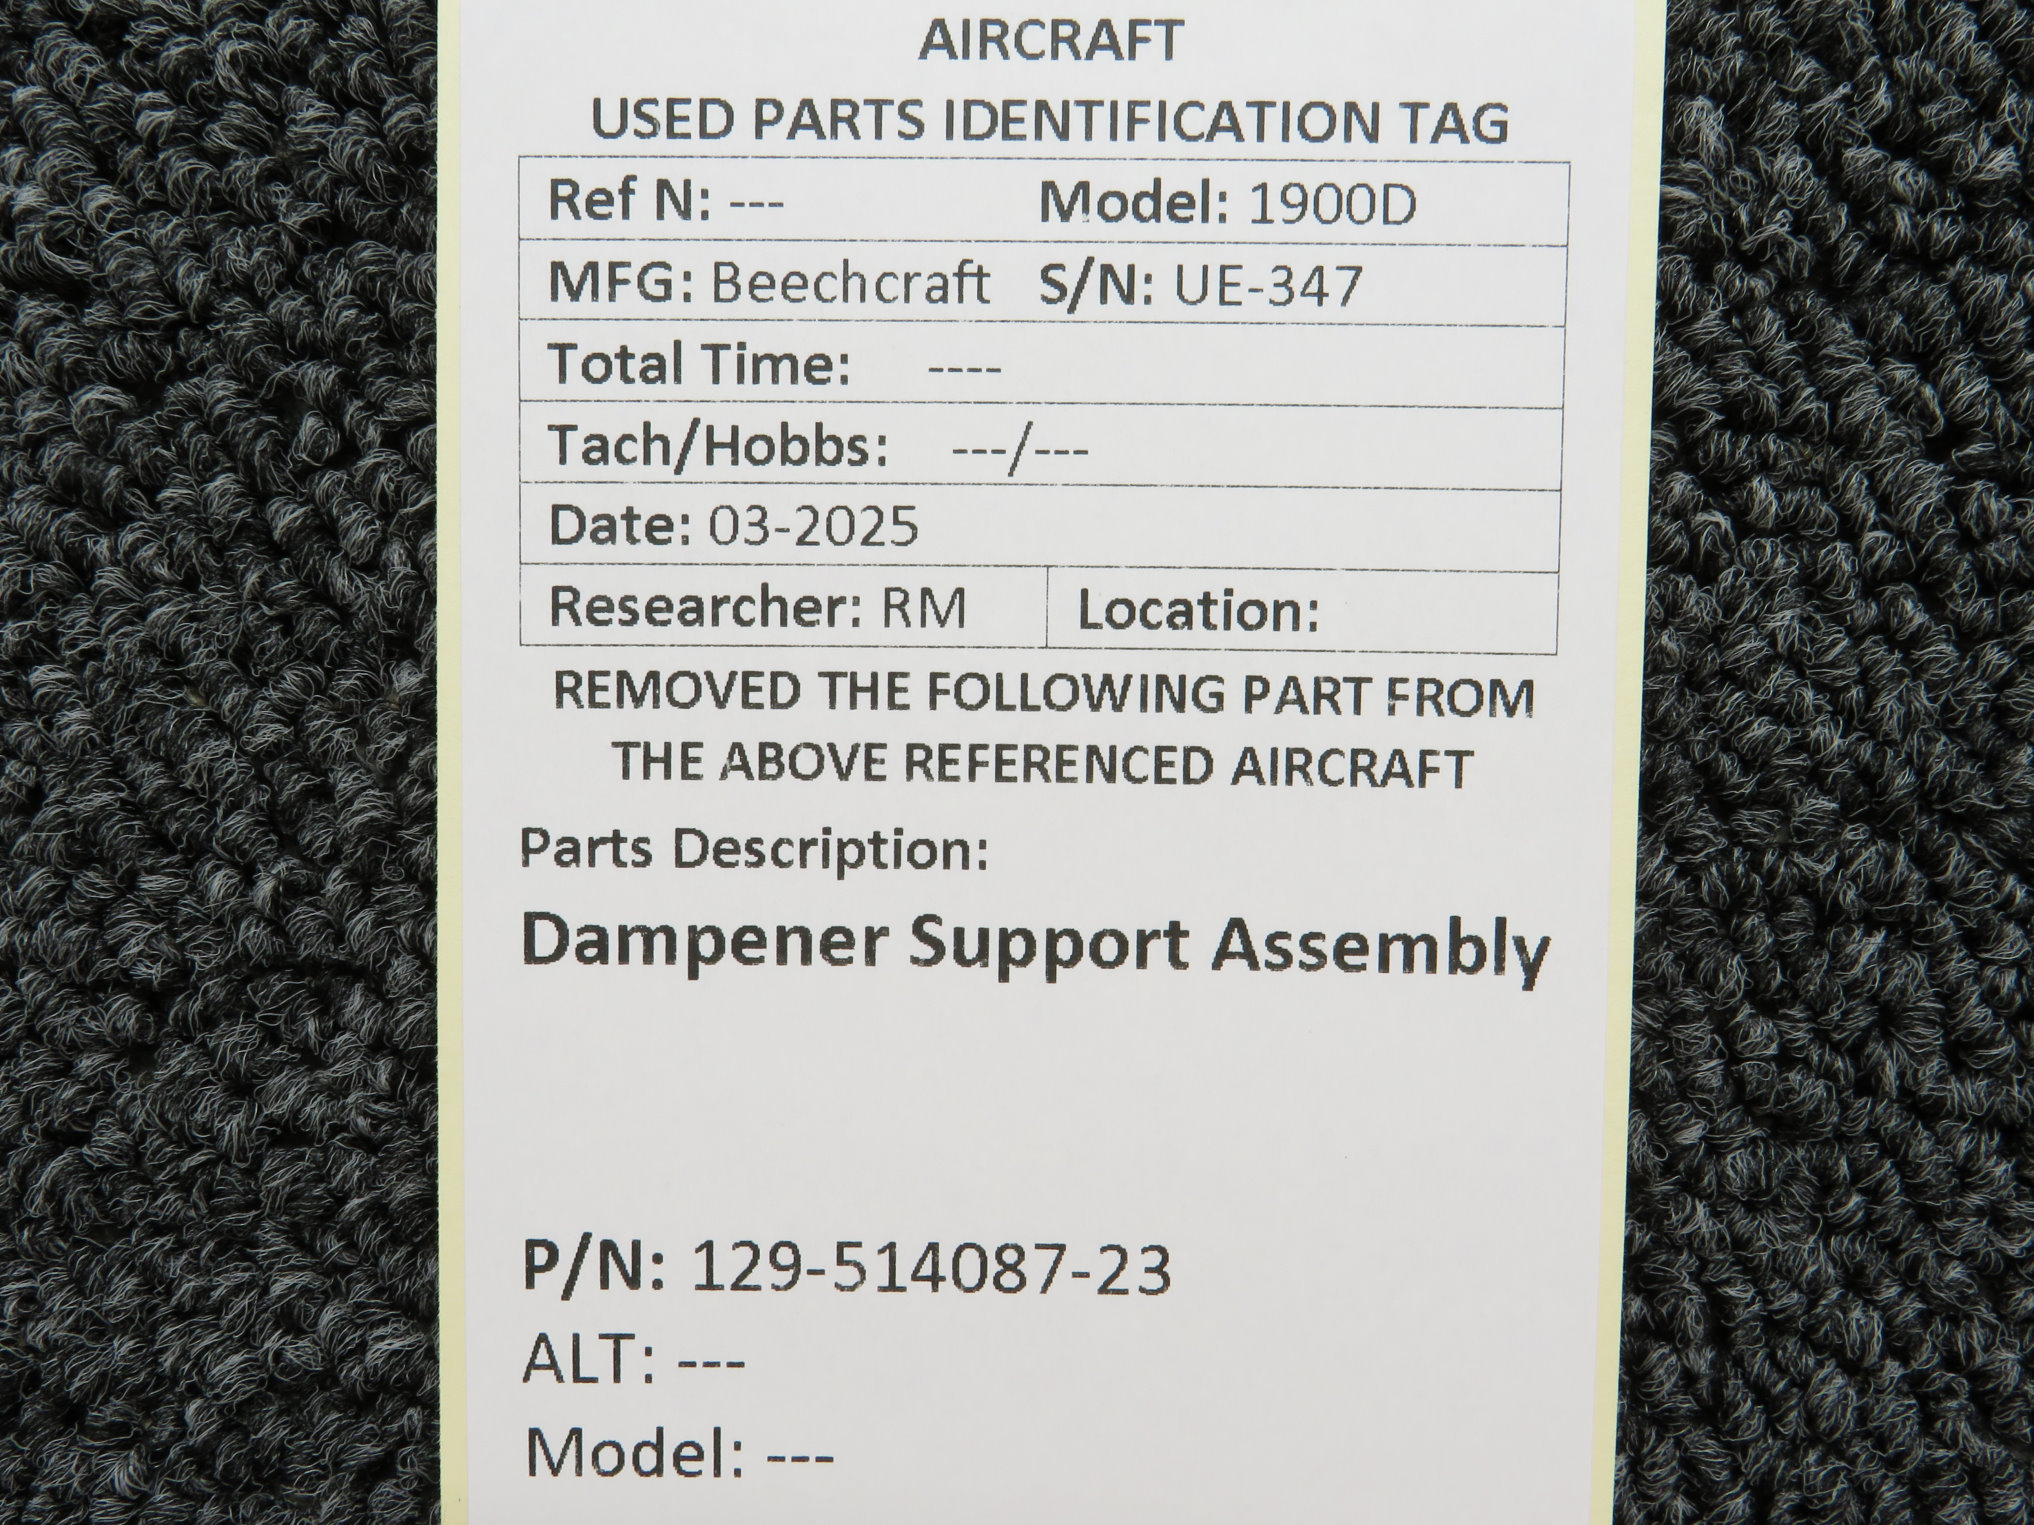 AIRCRAFT
USED PARTS IDENTIFICATION TAG
Ref N: --- Model: 1900D
MFG: Beechcraft S/N: UE-347
Total Time: ----
Tach/Hobbs: ---/---
Date: 03-2025
Researcher: RM Location:
REMOVED THE FOLLOWING PART FROM
THE ABOVE REFERENCED AIRCRAFT
Parts Description:
Dampener Support Assembly
P/N: 129-514087-23
ALT: ---
Model: ---